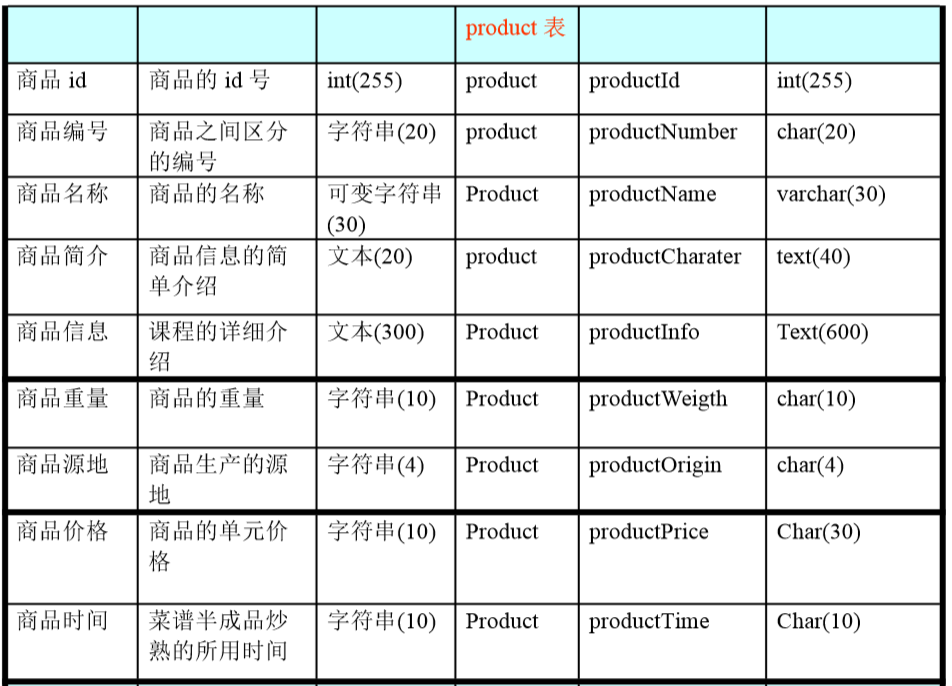 product 表
商品 id 商品的 id 号 int(255) product productId int(255)
商品编号 商品之间区分 字符串(20) product productNumber char(20)
的编号
商品名称 商品的名称 可变字符串 Product productName varchar(30)
(30)
商品简介 商品信息的简 文本(20) product productCharater text(40)
单介绍
商品信息 课程的详细介 文本(300) Product productInfo Text(600)
绍
商品重量 商品的重量 字符串(10) Product productWeigth char(10)
商品源地 商品生产的源 字符串(4) Product productOrigin char(4)
地
商品价格 商品的单元价 字符串(10) Product productPrice Char(30)
格
商品时间 菜谱半成品炒 字符串(10) Product productTime Char(10)
熟的所用时间